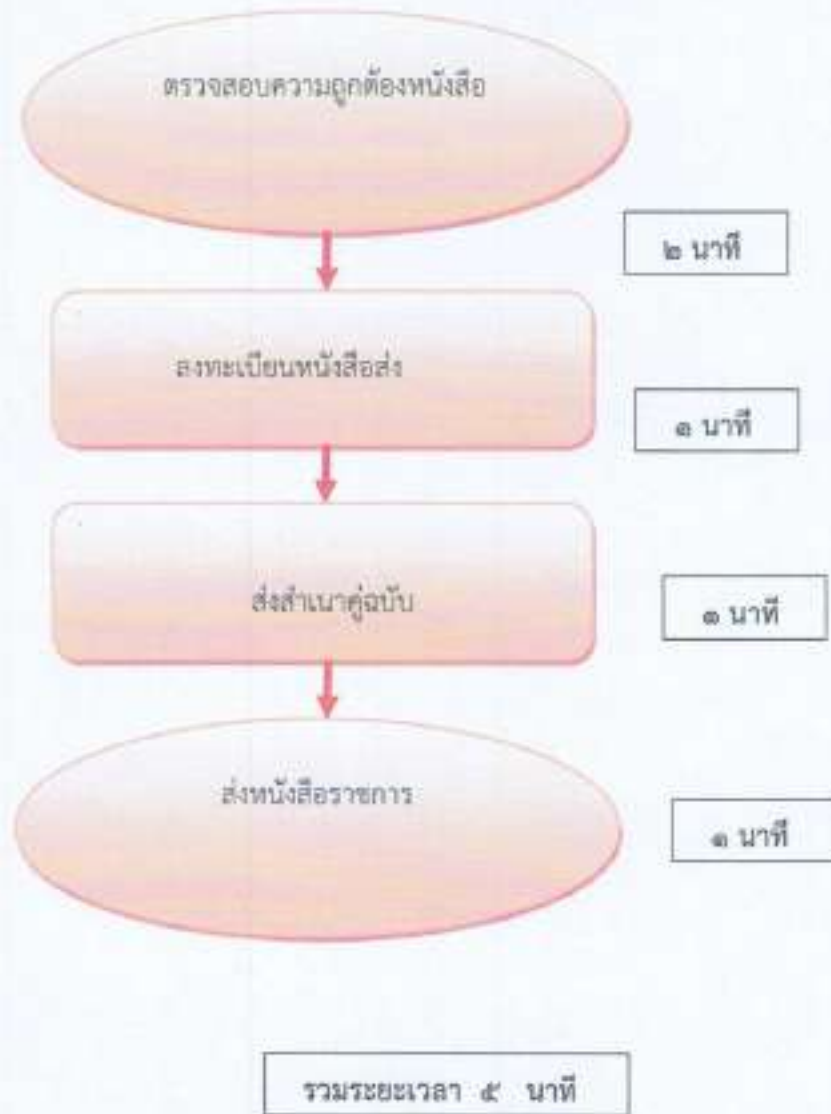 ตรวจสอบความถูกต้องหนังสือ
๒ นาที
ลงทะเบียนหนังสือส่ง
๑ นาที
ส่งสำเนาคู่ฉบับ
๑ นาที
ส่งหนังสือราชการ
๑ นาที
รวมระยะเวลา ๕ นาที